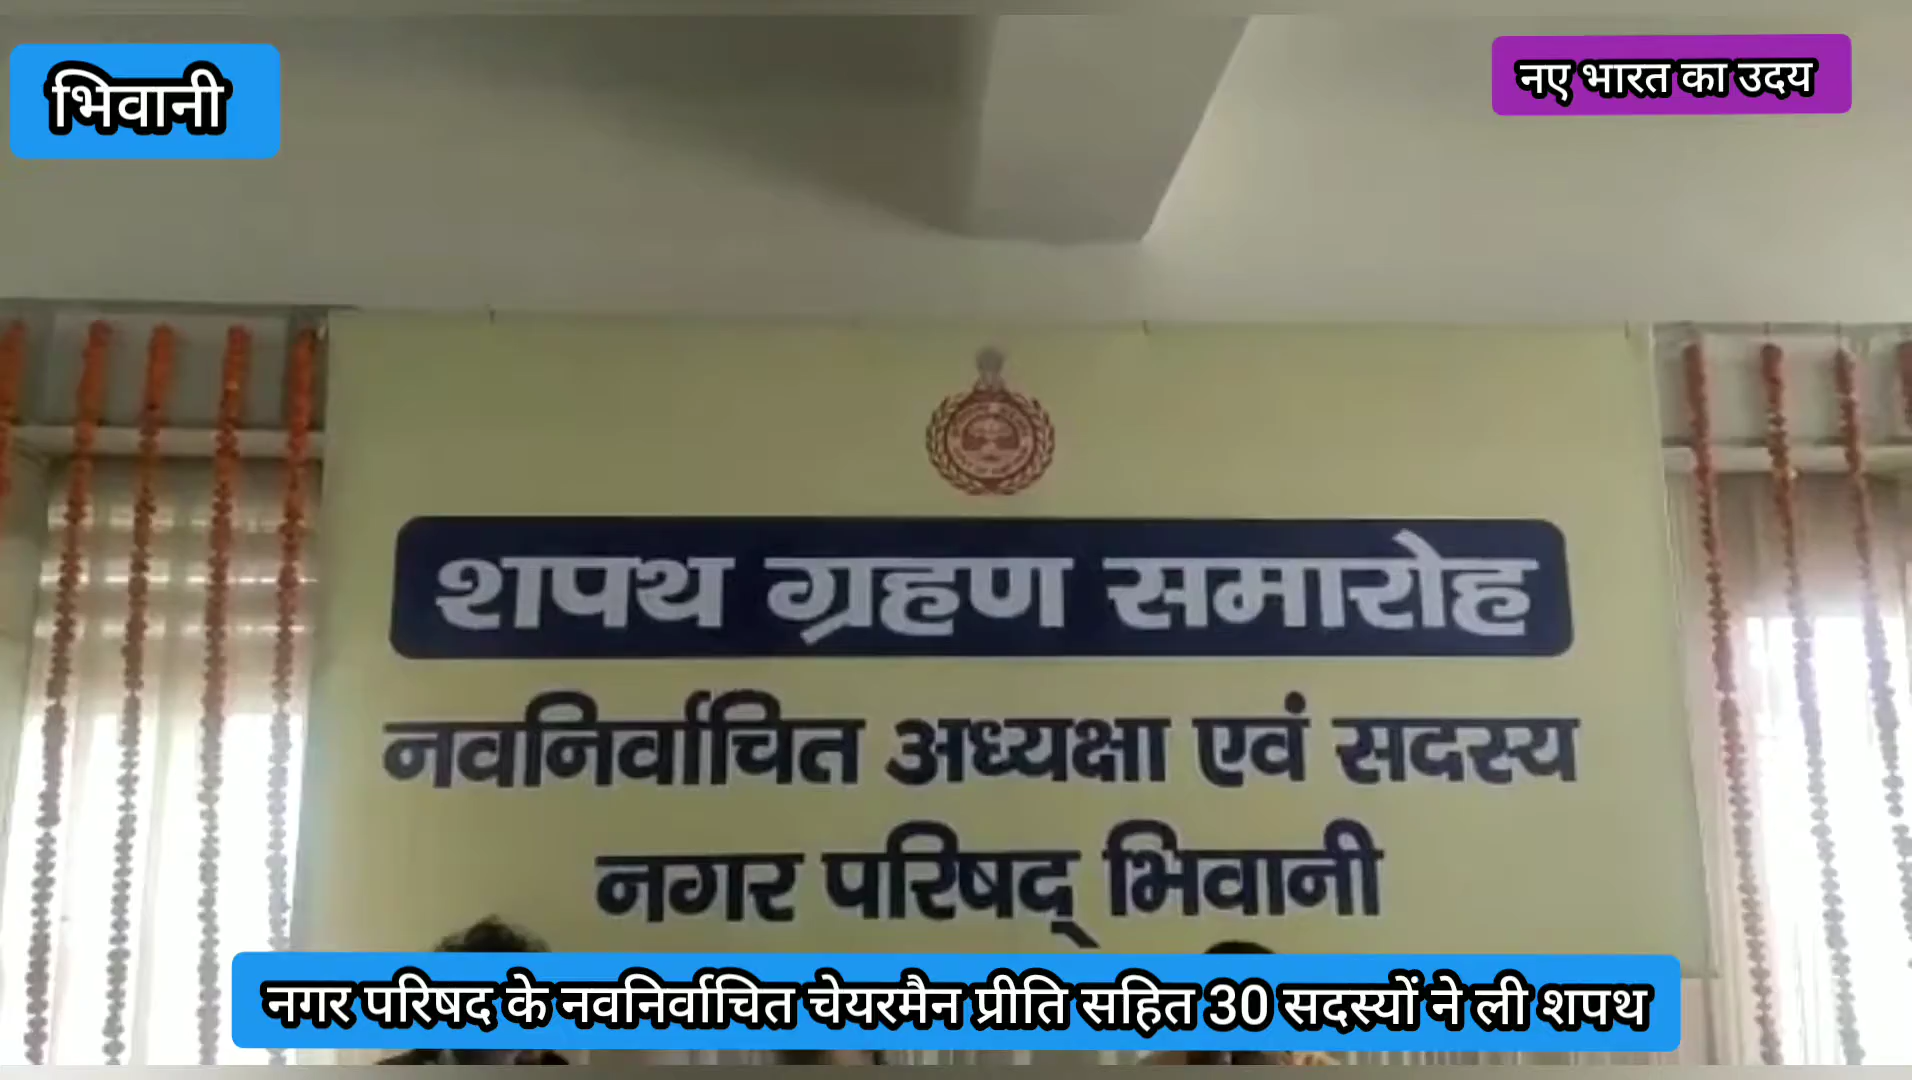 भिवानी
नए भारत का उदय
शपथ ग्रहण समारोह
नवनिर्वाचित अध्यक्षा एवं सदस्य
नगर परिषद् भिवानी
नगर परिषद के नवनिर्वाचित चेयरमैन प्रीति सहित 30 सदस्यों ने ली शपथ